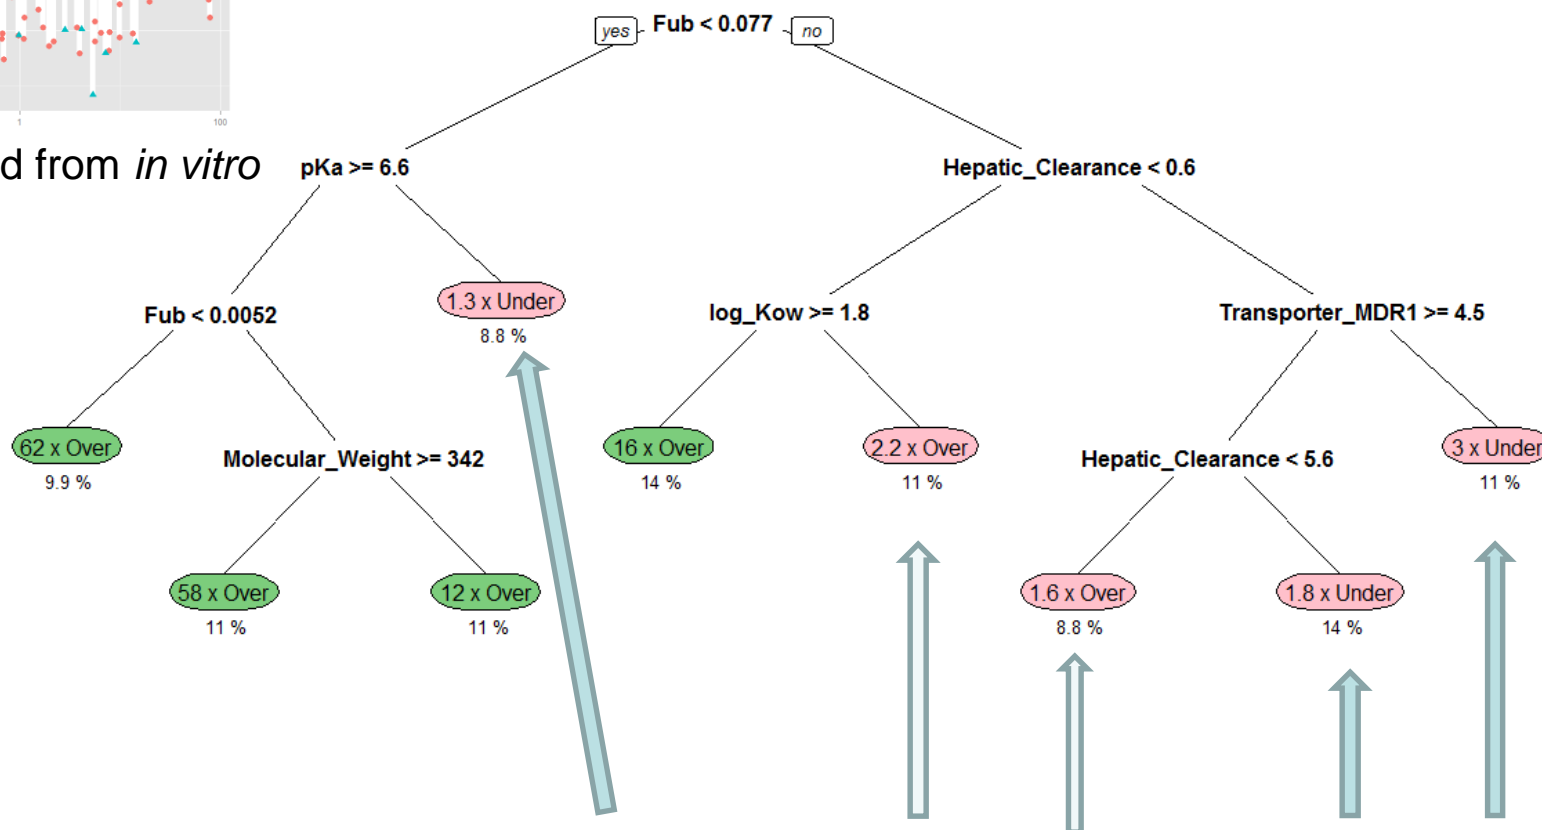 yes Fub < 0.077 no
1 100
d from in vitro
pKa >= 6.6 Hepatic_Clearance < 0.6
1.3 x Under
8.8 %
Fub < 0.0052 log_Kow >= 1.8 Transporter_MDR1 >= 4.5
62 x Over 16 x Over 2.2 x Over 3 x Under
9.9 % 14 % 11 % 11 %
Molecular_Weight >= 342 Hepatic_Clearance < 5.6
58 x Over 12 x Over 1.6 x Over 1.8 x Under
11 % 11 % 8.8 % 14 %